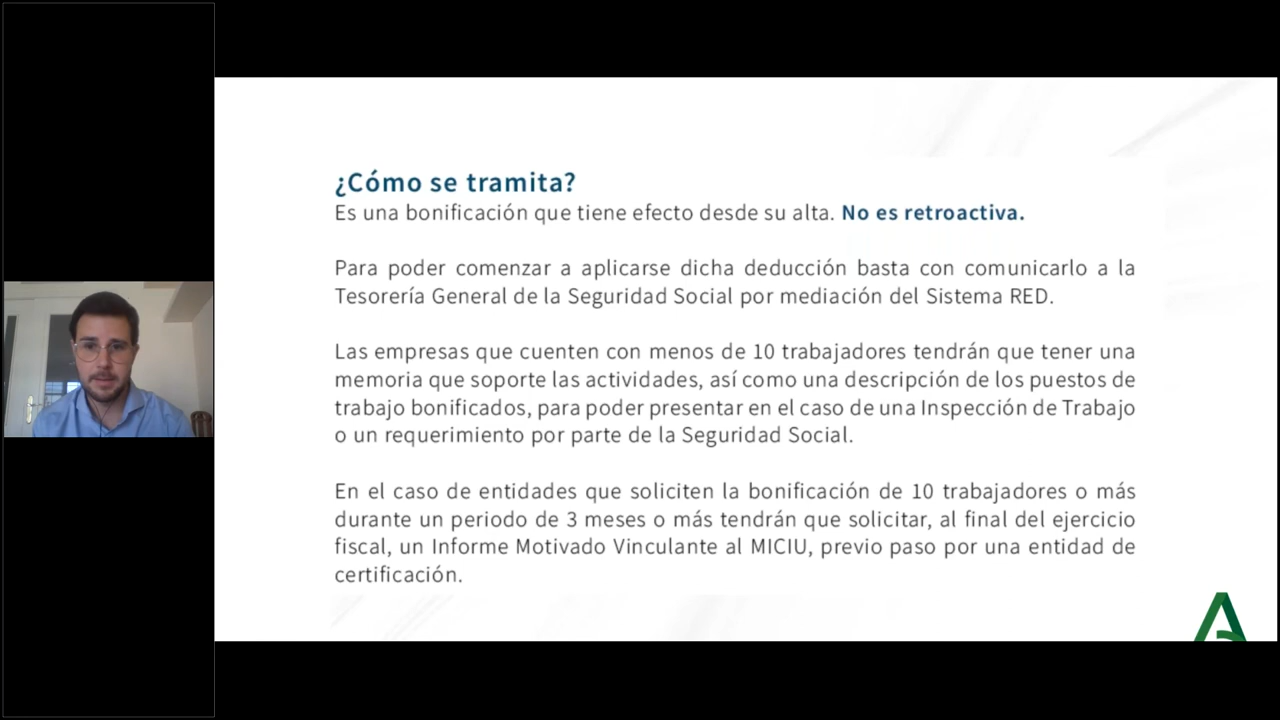 ¿Cómo se tramita?
Es una bonificación que tiene efecto desde su alta. No es retroactiva.
Para poder comenzar a aplicarse dicha deducción basta con comunicarlo a la
Tesorería General de la Seguridad Social por mediación del Sistema RED.
Las empresas que cuenten con menos de 10 trabajadores tendrán que tener una
memoria que soporte las actividades, así como una descripción de los puestos de
trabajo bonificados, para poder presentar en el caso de una Inspección de Trabajo
o un requerimiento por parte de la Seguridad Social.
En el caso de entidades que soliciten la bonificación de 10 trabajadores o más
durante un periodo de 3 meses o más tendrán que solicitar, al final del ejercicio
fiscal, un Informe Motivado Vinculante al MICIU, previo paso por una entidad de
certificación.